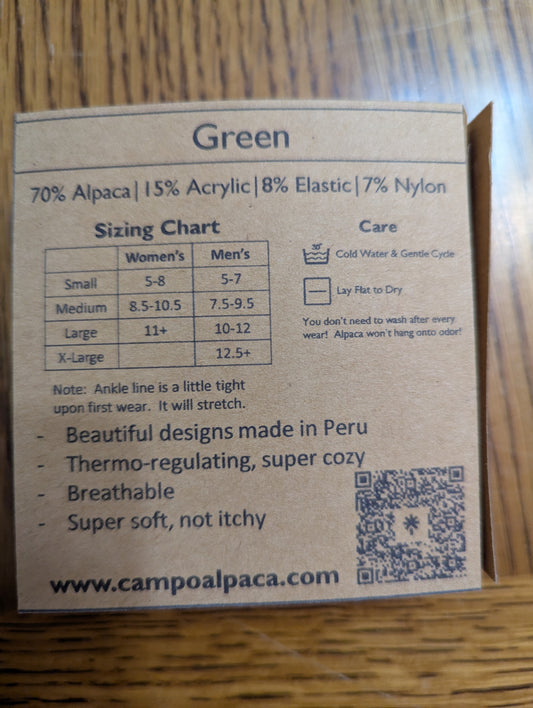 Green
70% Alpaca|15% Acrylic|8% Elastic|7% Nylon
Sizing Chart
Women's Men's
Small 5-8 5-7
Medium 8.5-10.5 7.5-9.5
Large 11+ 10-12
X-Large 12.5+
Care
30°
Cold Water & Gentle Cycle
Lay Flat to Dry
You don't need to wash after every
wear! Alpaca won't hang onto odor!
Note: Ankle line is a little tight
upon first wear. It will stretch.
- Beautiful designs made in Peru
- Thermo-regulating, super cozy
- Breathable
- Super soft, not itchy
www.campoalpaca.com